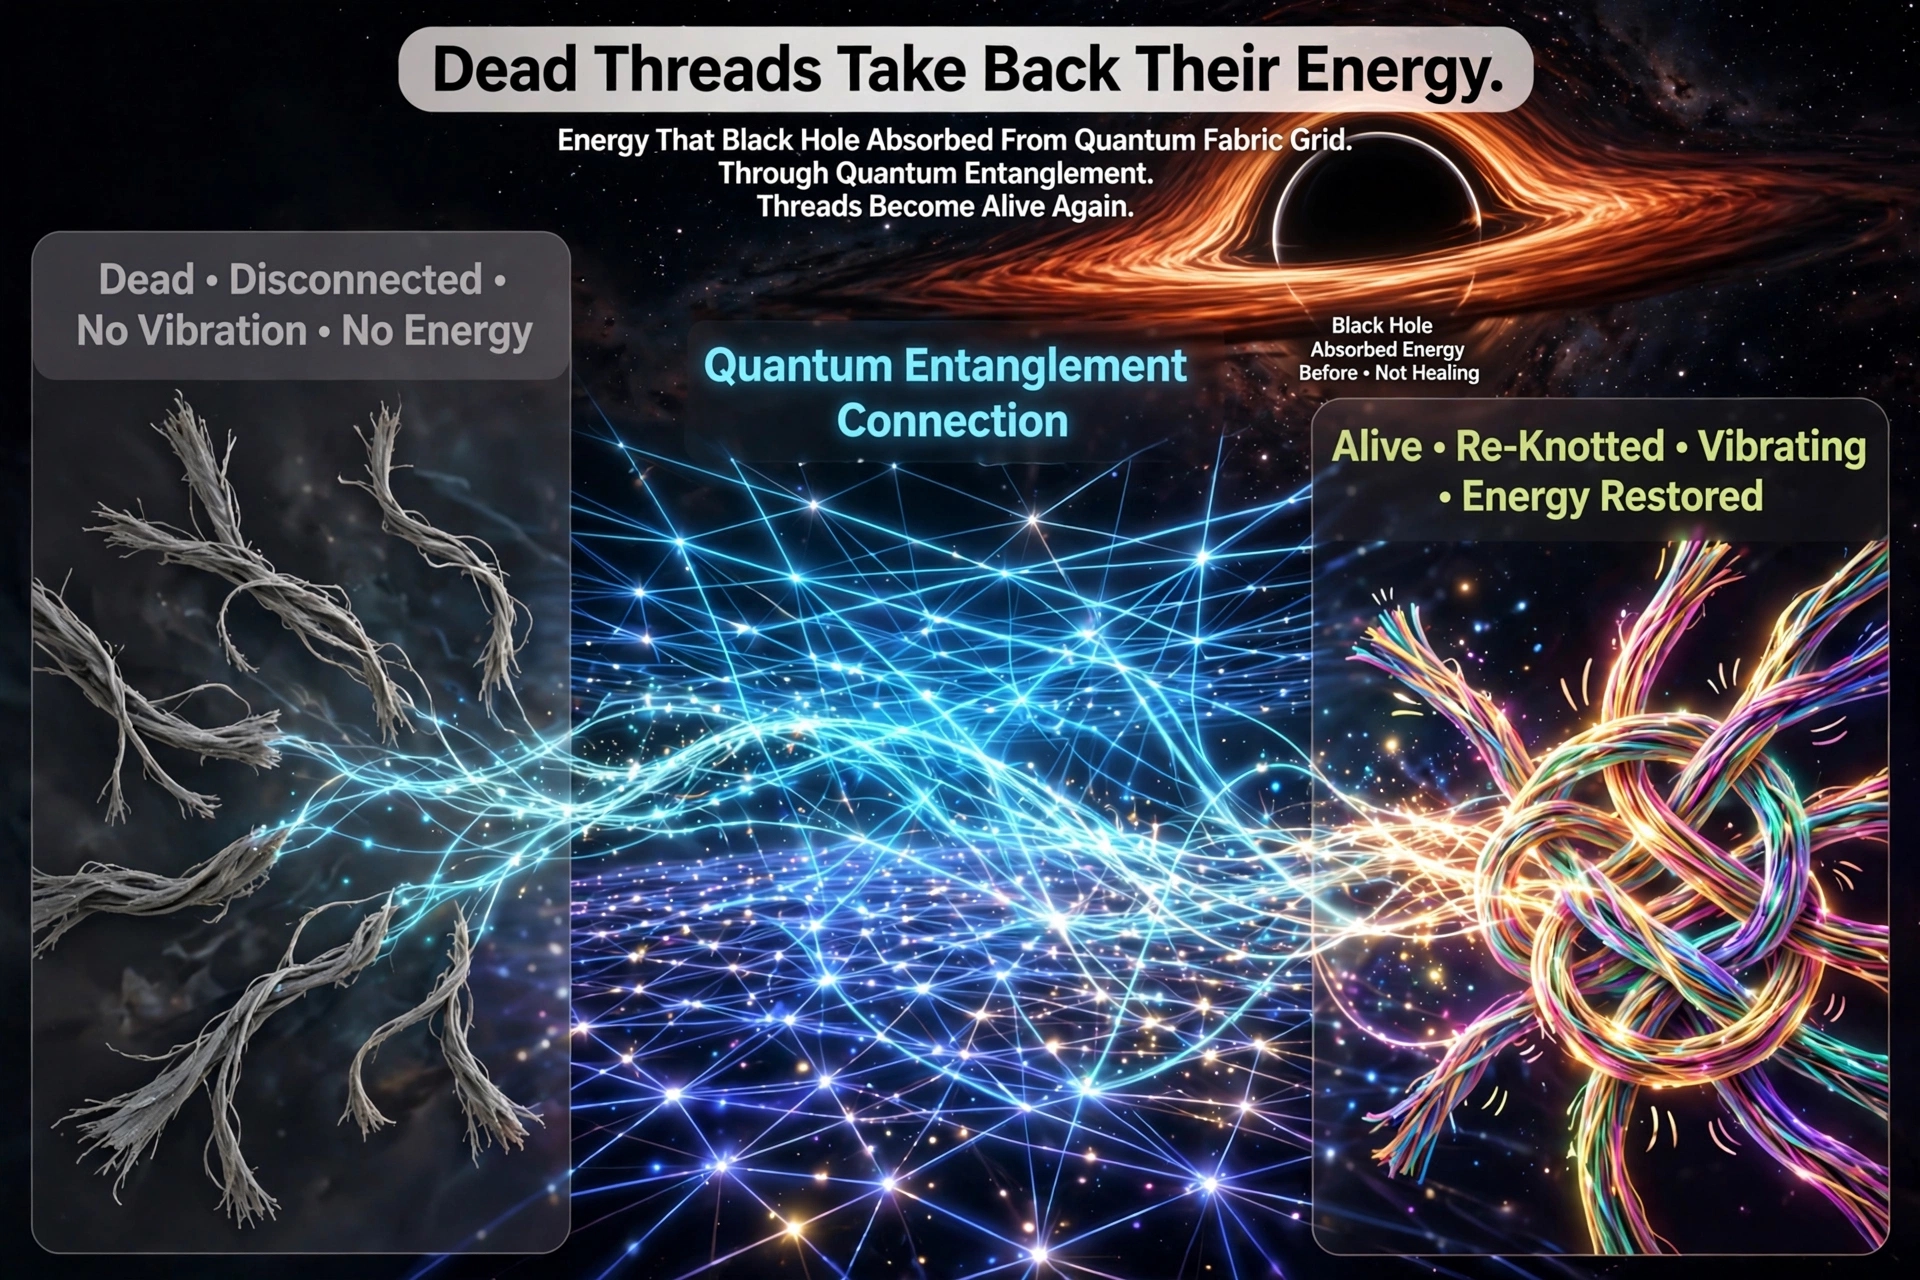 Dead Threads Take Back Their Energy.
Energy That Black Hole Absorbed From Quantum Fabric Grid.
Through Quantum Entanglement.
Threads Become Alive Again.
Dead • Disconnected •
No Vibration • No Energy
Quantum Entanglement
Connection
Black Hole
Absorbed Energy
Before • Not Healing
Alive • Re-Knotted • Vibrating
• Energy Restored